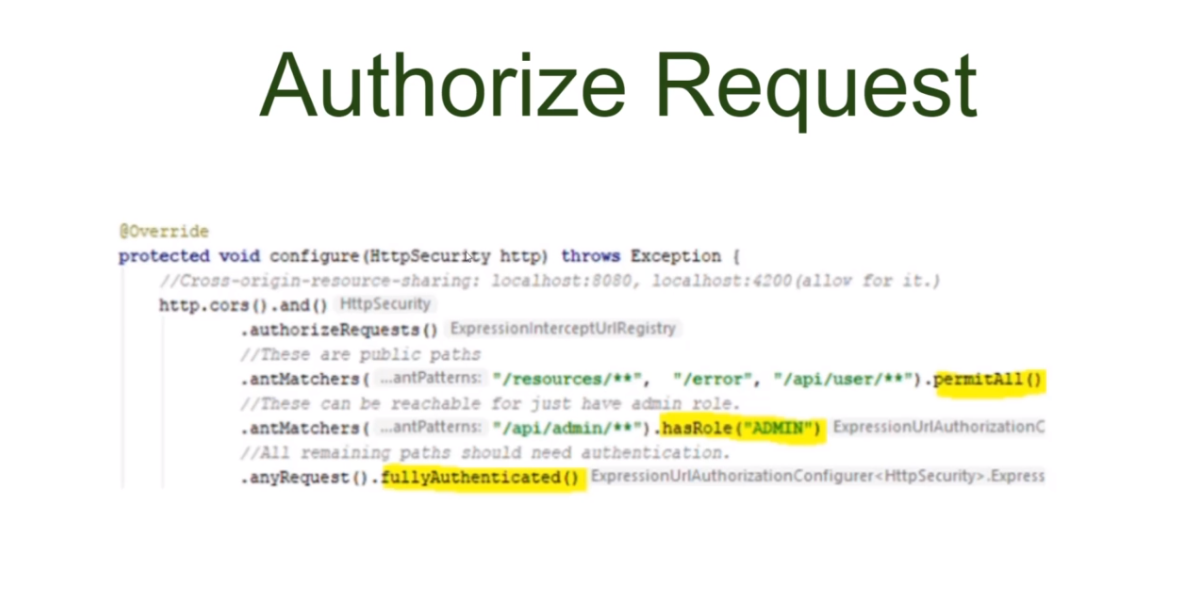 Authorize Request
@Override
protected void configure(HttpSecurity http) throws Exception {
//Cross-origin-resource-sharing: localhost:8080, localhost:4200(allow for it.)
http.cors().and() HttpSecurity
.authorizeRequests() ExpressionInterceptUrlRegistry
//These are public paths
.antMatchers( ...antPatterns: "/resources/**", "/error", "/api/user/**").permitAll()
//These can be reachable for just have admin role.
.antMatchers( ...antPatterns: "/api/admin/**").hasRole("ADMIN") ExpressionUrlAuthorizationC
//All remaining paths should need authentication.
.anyRequest().fullyAuthenticated() ExpressionUrlAuthorizationConfigurer<HttpSecurity>.Express